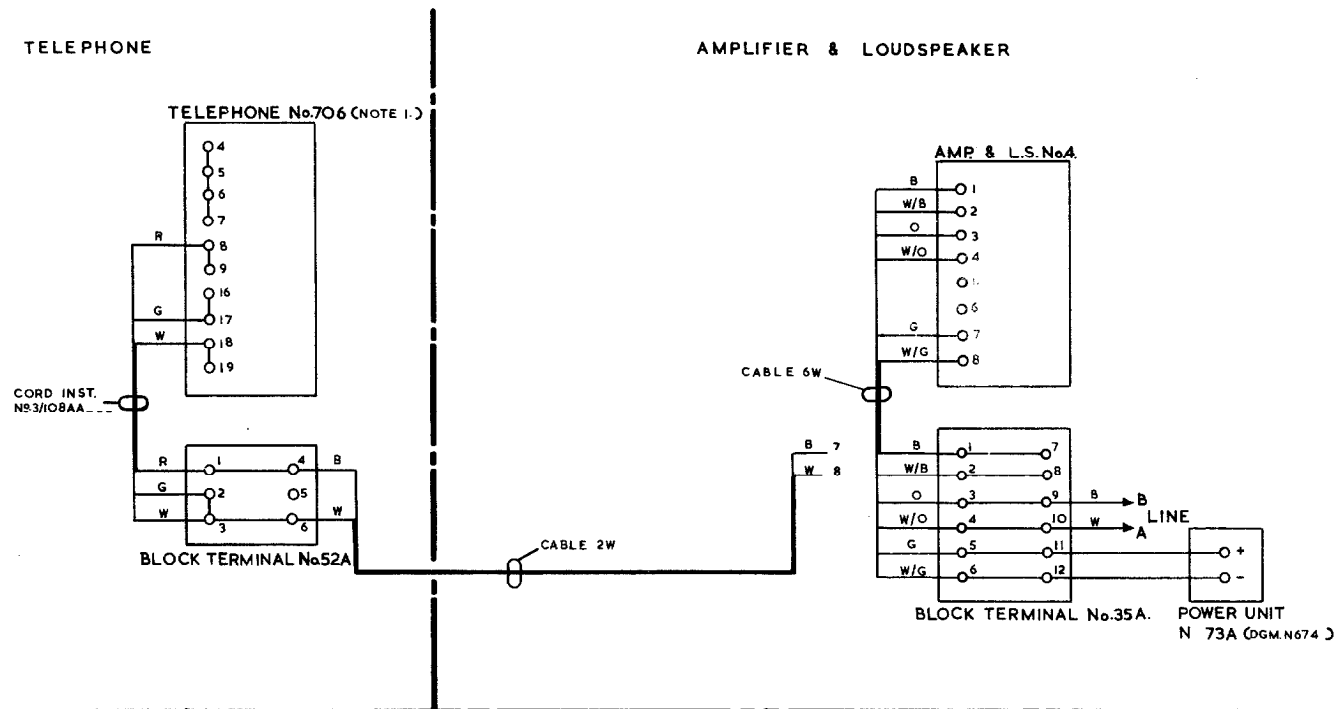 TELEPHONE
AMPLIFIER & LOUDSPEAKER
TELEPHONE No.706 (NOTE 1.)
4
5
6
7
R
8
9
16
G
17
W
18
19
CORD INST.
No.3/108AA
R 1 4 B
G 2 5
W 3 6 W
BLOCK TERMINAL No.52A
CABLE 2W
AMP. & L.S. No.4.
B 1
W/B 2
O 3
W/O 4
6
G 7
W/G 8
CABLE 6W
B 7
W 8
B 1 7
W/B 2 8
O 3 9 B B
W/O 4 10 W A
LINE
G 5 11 +
W/G 6 12 -
BLOCK TERMINAL No.35A.
POWER UNIT
N 73A (DGM.N674)